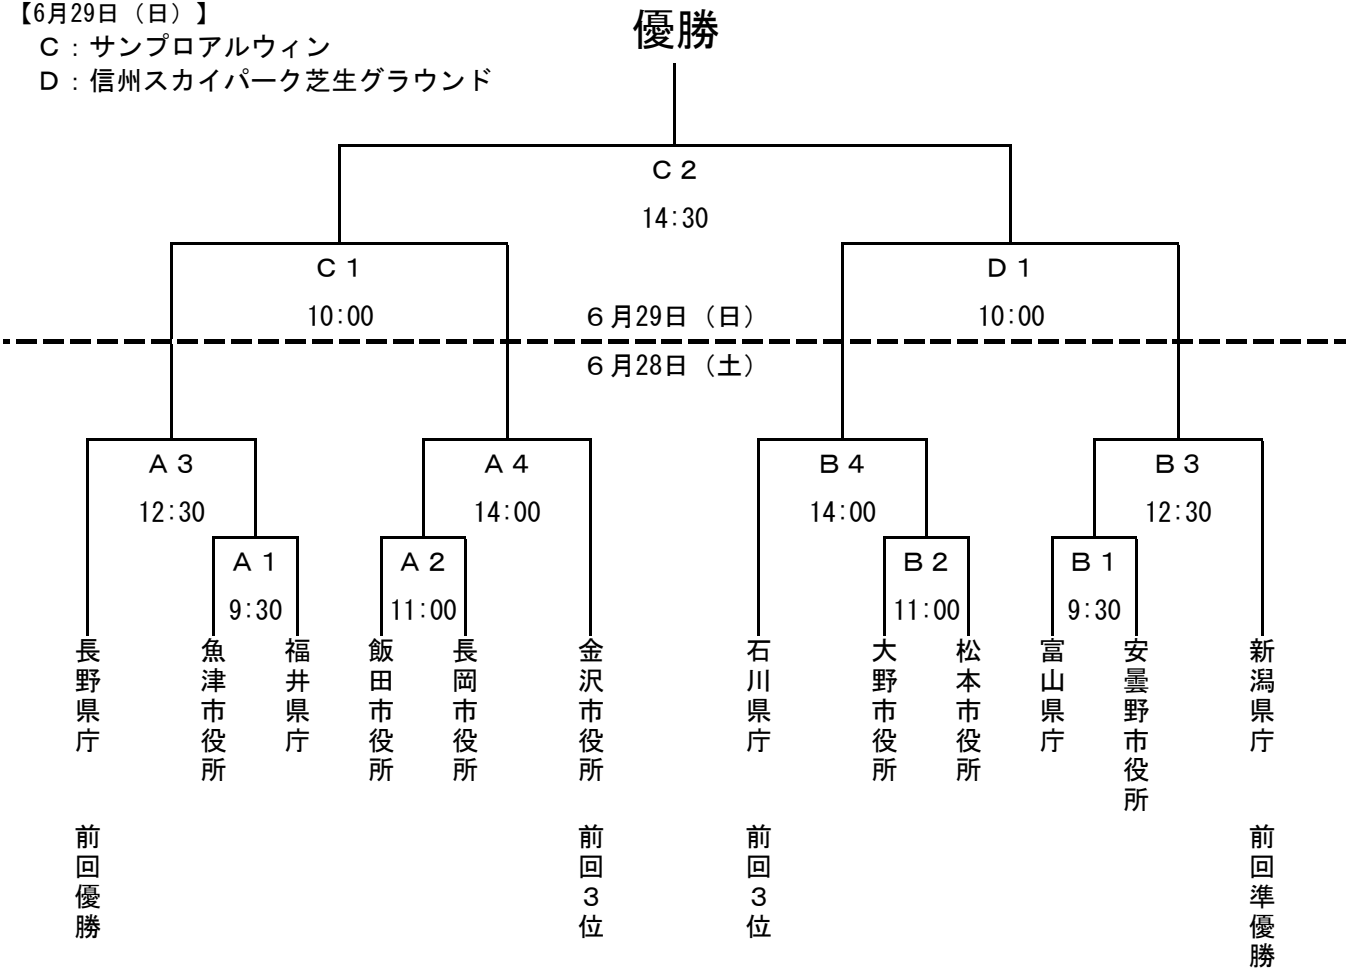 【6月29日（日）】
Ｃ：サンプロアルウィン
Ｄ：信州スカイパーク芝生グラウンド
優勝
Ｃ２
14:30
Ｃ１
10:00
Ｄ１
10:00
６月29日（日）
６月28日（土）
Ａ３
12:30
Ａ４
14:00
Ｂ４
14:00
Ｂ３
12:30
Ａ１
9:30
Ａ２
11:00
Ｂ２
11:00
Ｂ１
9:30
長野県庁
魚津市役所
福井県庁
飯田市役所
長岡市役所
金沢市役所
石川県庁
大野市役所
松本市役所
富山県庁
安曇野市役所
新潟県庁
前回優勝
前回３位
前回３位
前回準優勝